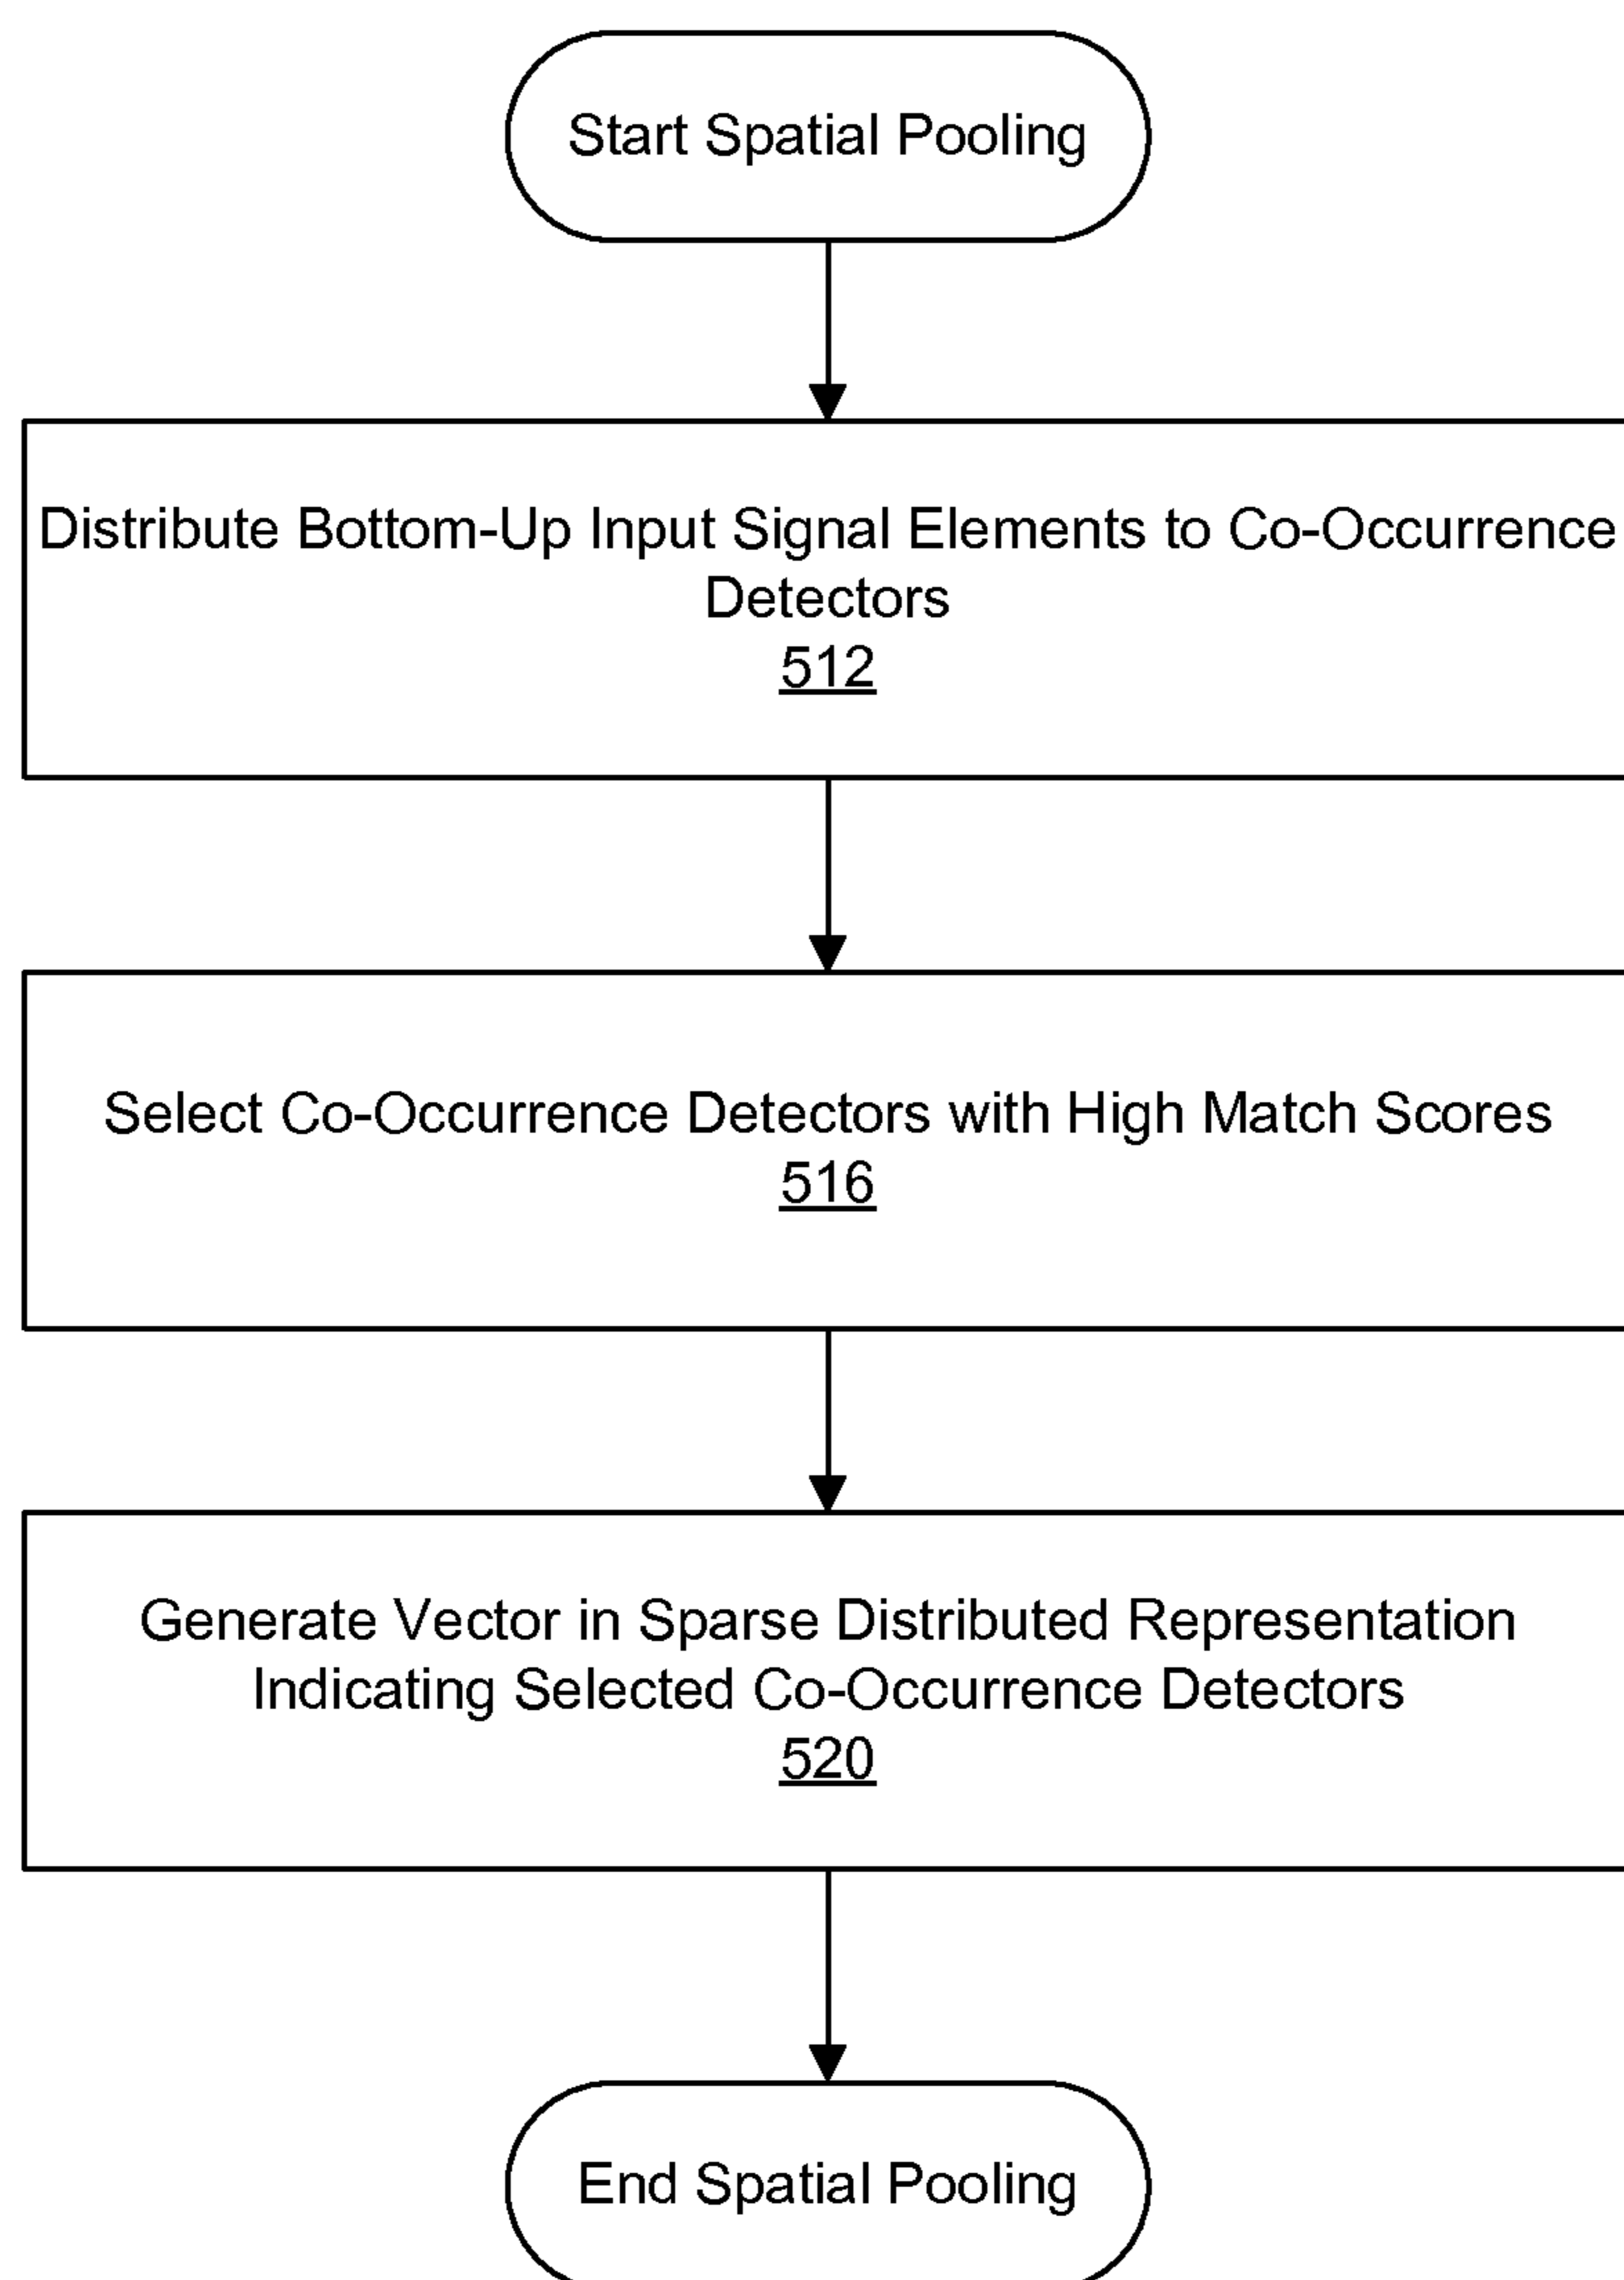 Start Spatial Pooling
Distribute Bottom-Up Input Signal Elements to Co-Occurrence
Detectors
512
Select Co-Occurrence Detectors with High Match Scores
516
Generate Vector in Sparse Distributed Representation
Indicating Selected Co-Occurrence Detectors
520
End Spatial Pooling